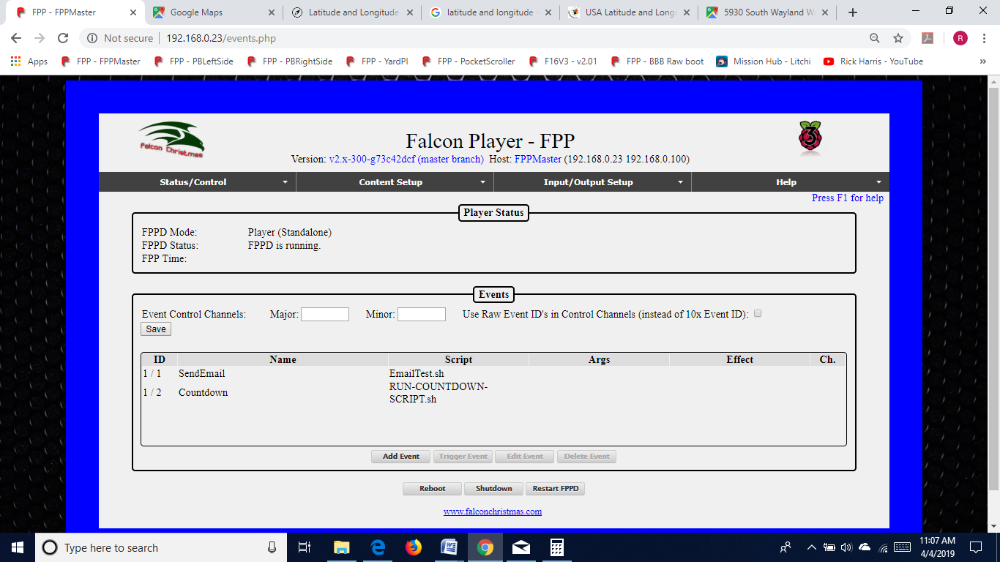 FPP - FPPMaster
Google Maps
Latitude and Longitude
latitude and longitude -
USA Latitude and Long
5930 South Wayland W
Not secure
192.168.0.23/events.php
R
Apps
FPP - FPPMaster
FPP - PBLeftSide
FPP - PBRightSide
FPP - YardPI
FPP - PocketScroller
F16V3 - v2.01
FPP - BBB Raw boot
Mission Hub - Litchi
Rick Harris - YouTube
»
Falcon Christmas
Falcon Player - FPP
3
Version: v2.x-300-g73c42dcf (master branch) Host: FPPMaster (192.168.0.23 192.168.0.100)
Status/Control
Content Setup
Input/Output Setup
Help
Press F1 for help
Player Status
FPPD Mode: Player (Standalone)
FPPD Status: FPPD is running.
FPP Time:
Events
Event Control Channels: Major: Minor: Use Raw Event ID's in Control Channels (instead of 10x Event ID):
Save
ID Name Script Args Effect Ch.
1 / 1 SendEmail EmailTest.sh
1 / 2 Countdown RUN-COUNTDOWN-
SCRIPT.sh
Add Event Trigger Event Edit Event Delete Event
Reboot Shutdown Restart FPPD
www.falconchristmas.com
Type here to search
11:07 AM
4/4/2019